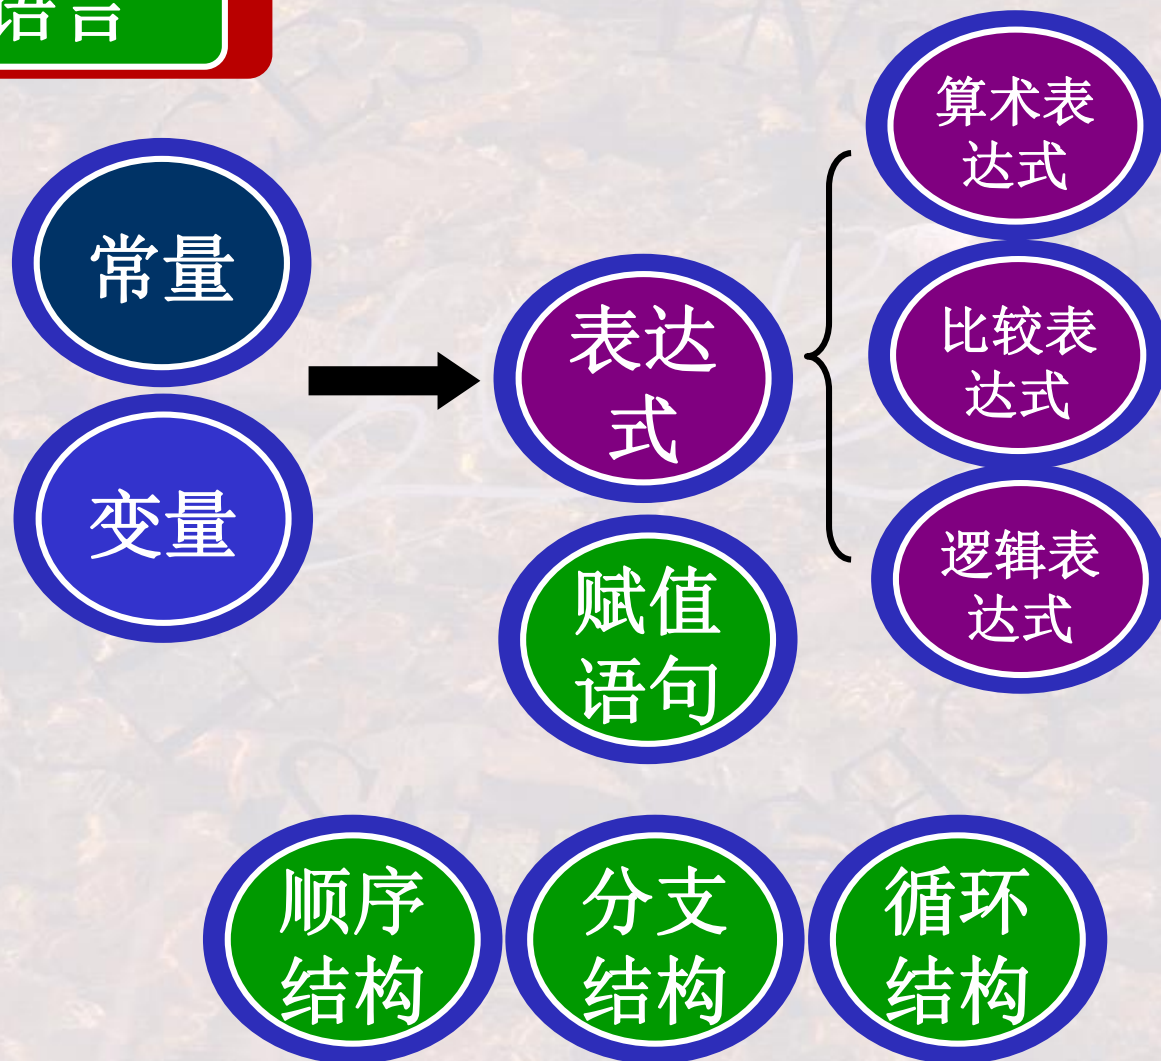 语言
算术表
达式
常量
比较表
达式
表达
式
变量
逻辑表
达式
赋值
语句
顺序
结构
分支
结构
循环
结构